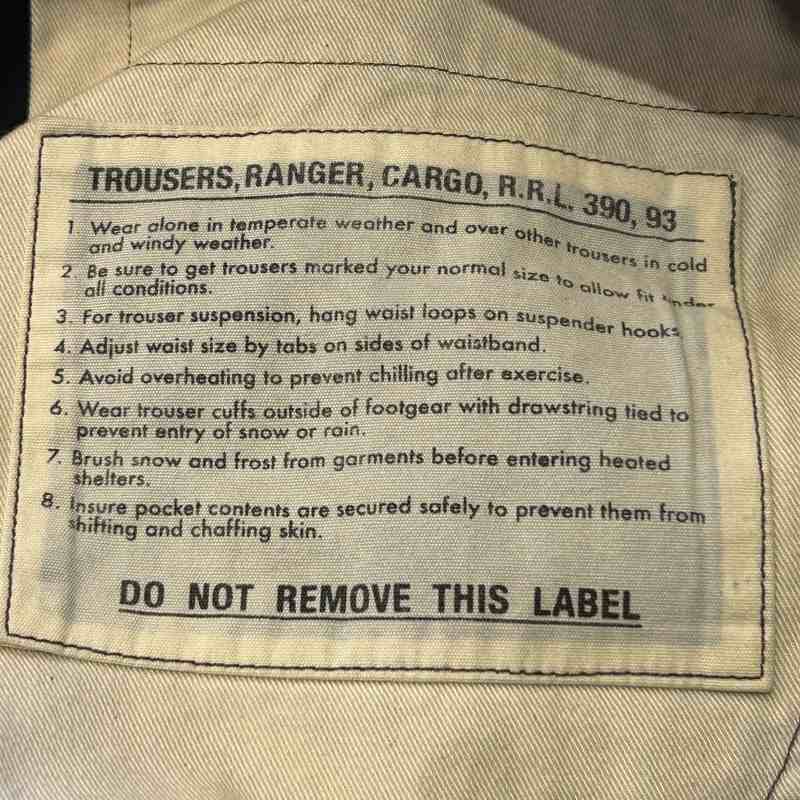 TROUSERS, RANGER, CARGO, R.R.L. 390, 93
1. Wear alone in temperate weather and over other trousers in cold
and windy weather.
2. Be sure to get trousers marked your normal size to allow fit under
all conditions.
3. For trouser suspension, hang waist loops on suspender hooks.
4. Adjust waist size by tabs on sides of waistband.
5. Avoid overheating to prevent chilling after exercise.
6. Wear trouser cuffs outside of footgear with drawstring tied to
prevent entry of snow or rain.
7. Brush snow and frost from garments before entering heated
shelters.
8. Insure pocket contents are secured safely to prevent them from
shifting and chaffing skin.
DO NOT REMOVE THIS LABEL